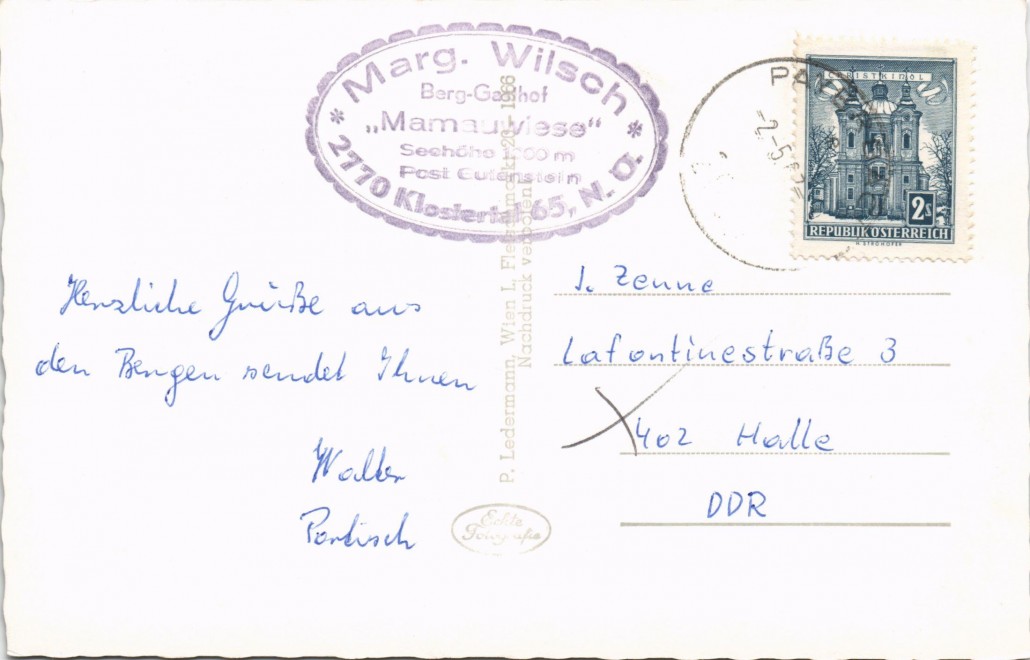 Marg. Wilsch
Berg-Gasthof
„Mamauwiese"
Seehöhe m
Post Gutenstein
* 2770 Klostertal 65, N. Ö. *
PAYE
CHRISTKINDL
2s
REPUBLIK ÖSTERREICH
Herzliche Grüße aus
den Bergen sendet Ihnen
Walter
Portisch
P. Ledermann, Wien I., Fleischmarkt 20 - 1966
Nachdruck verboten
Echte
Fotografie
J. Zenne
Lafontinestraße 3
402 Halle
DDR